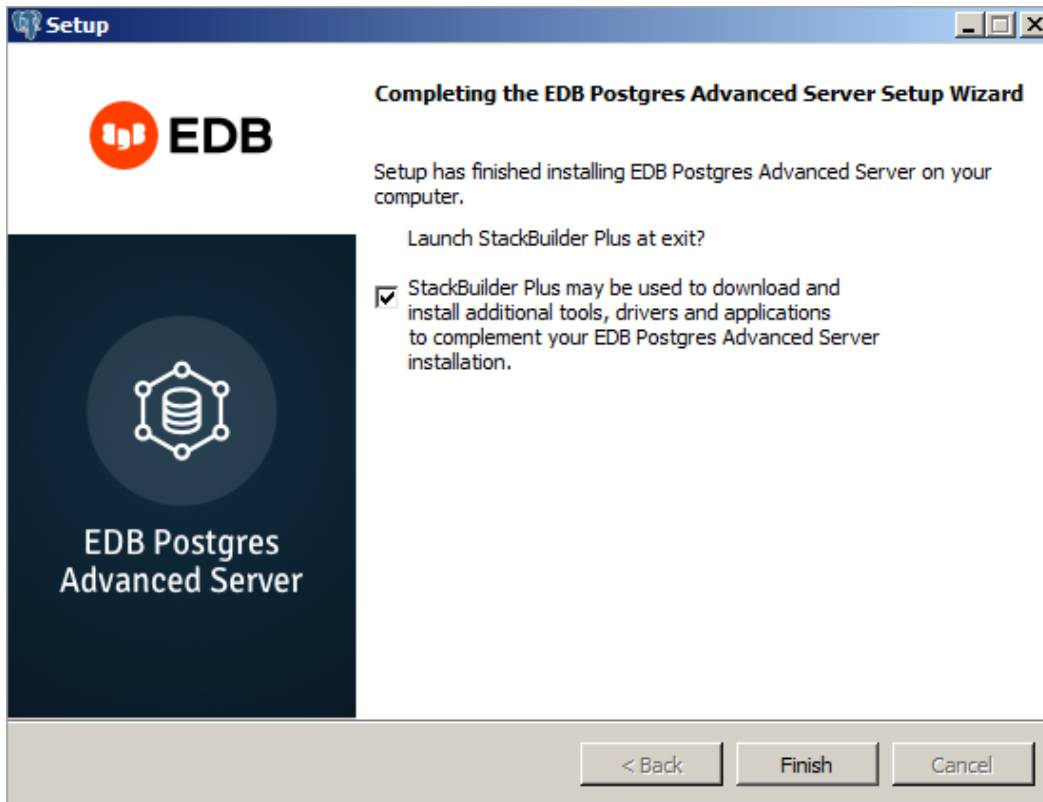 Setup
EDB
Completing the EDB Postgres Advanced Server Setup Wizard
Setup has finished installing EDB Postgres Advanced Server on your
computer.
Launch StackBuilder Plus at exit?
StackBuilder Plus may be used to download and
install additional tools, drivers and applications
to complement your EDB Postgres Advanced Server
installation.
EDB Postgres
Advanced Server
< Back
Finish
Cancel